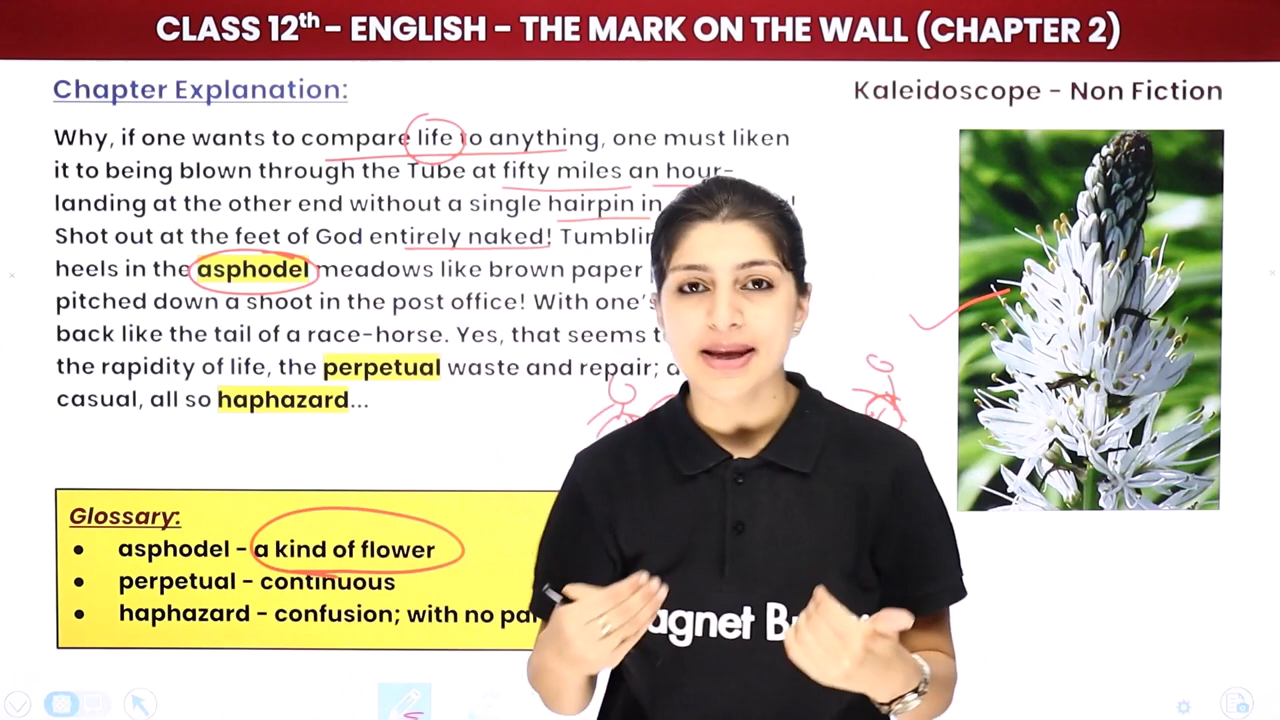 CLASS 12th - ENGLISH - THE MARK ON THE WALL (CHAPTER 2)
Chapter Explanation:
Kaleidoscope - Non Fiction
Why, if one wants to compare life to anything, one must liken
it to being blown through the Tube at fifty miles an hour-
landing at the other end without a single hairpin in
Shot out at the feet of God entirely naked!
heels in the asphodel meadows like brown paper
pitched down a shoot in the post office! With
back like the tail of a race-horse. Yes, that seems
the rapidity of life, the perpetual waste and repair;
casual, all so haphazard...
Glossary:
• asphodel - a kind of flower
• perpetual - continuous
• haphazard - confusion; with no